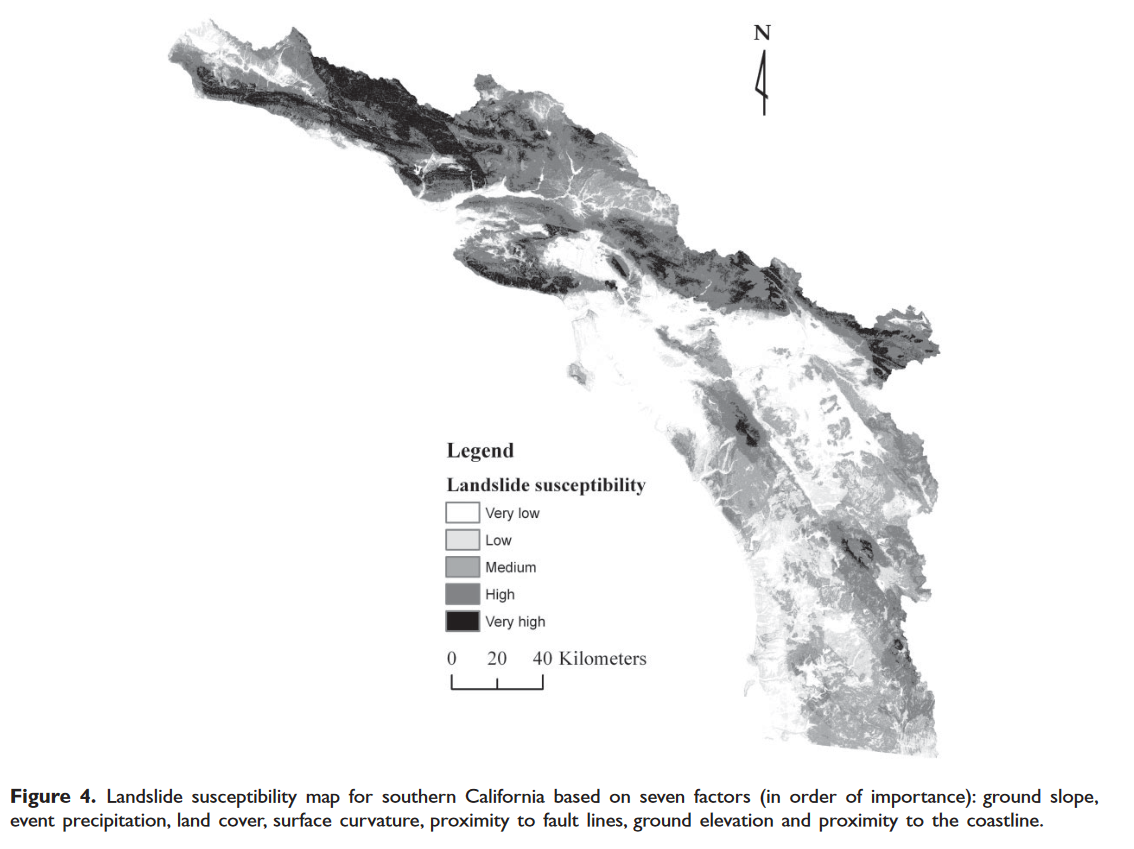 N
Legend
Landslide susceptibility
Very low
Low
Medium
High
Very high
0 20 40 Kilometers
Figure 4. Landslide susceptibility map for southern California based on seven factors (in order of importance): ground slope,
event precipitation, land cover, surface curvature, proximity to fault lines, ground elevation and proximity to the coastline.